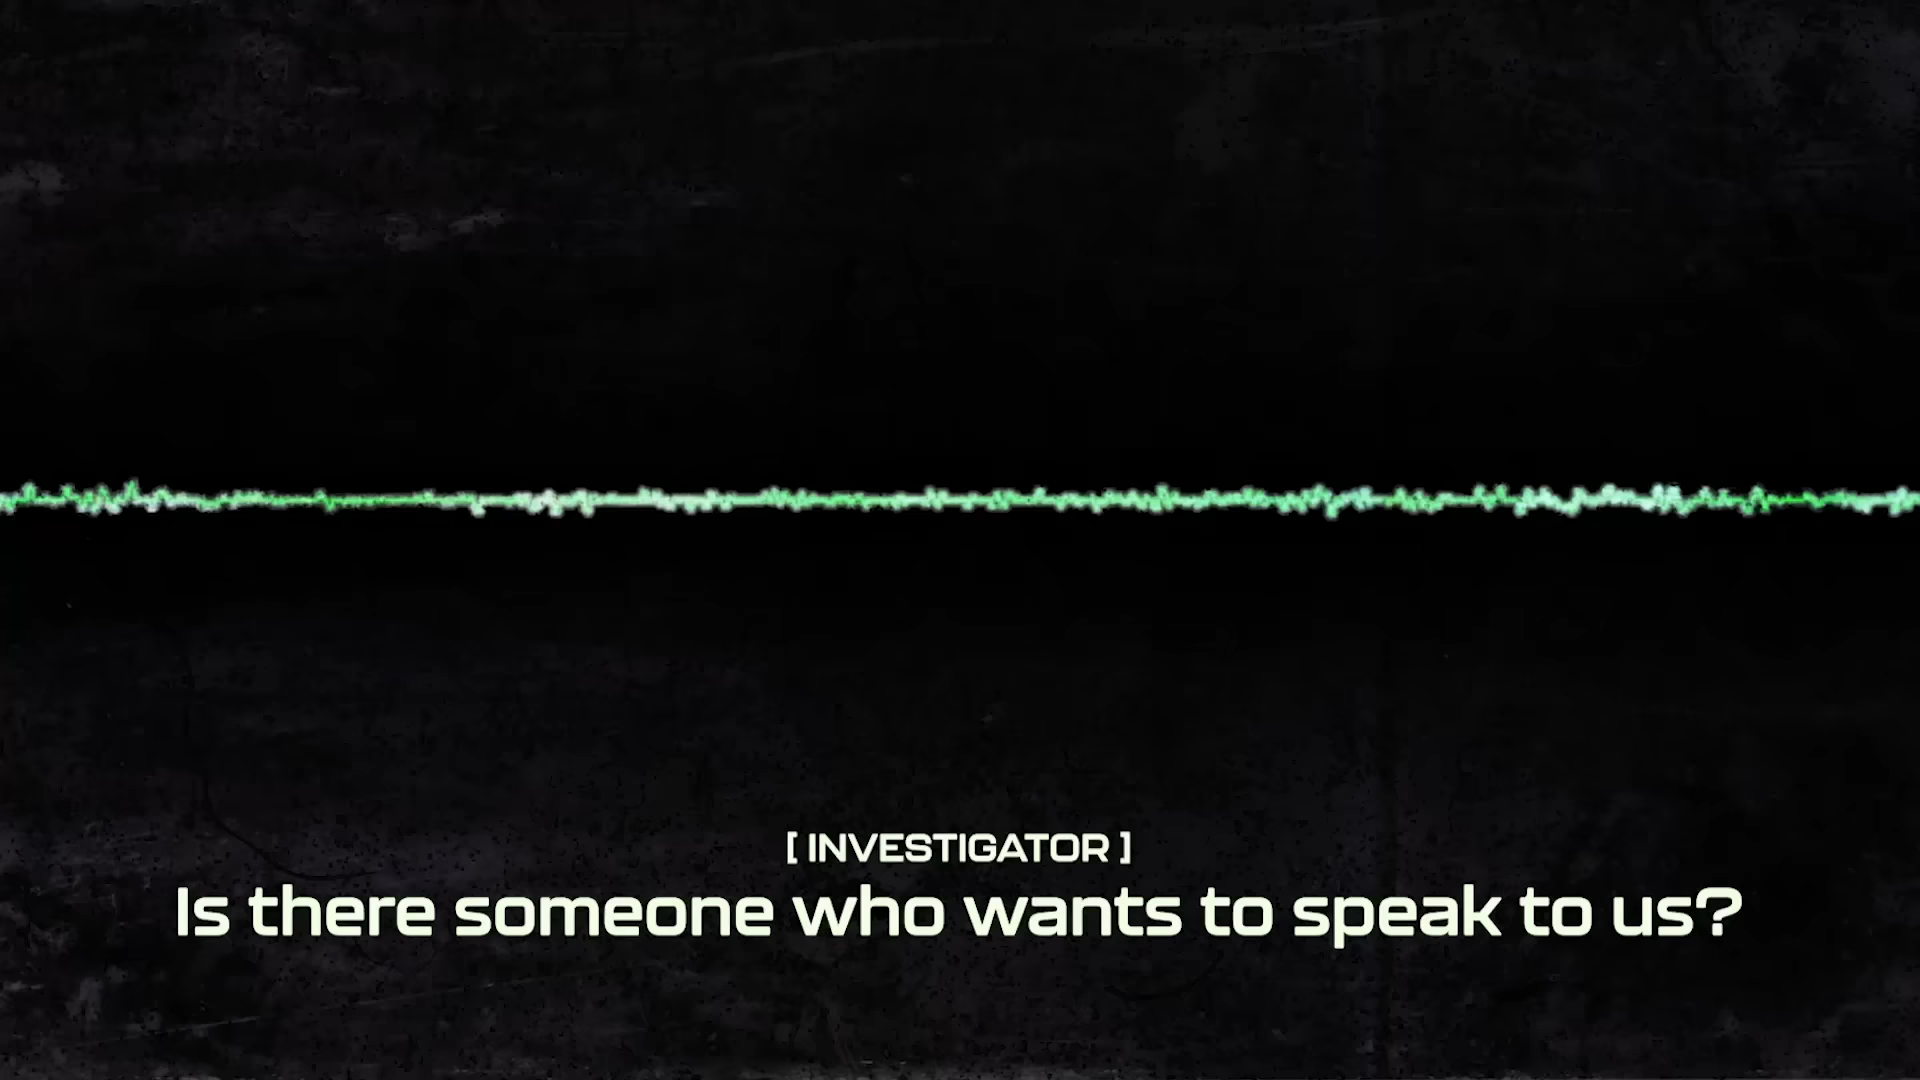 [ INVESTIGATOR ]
Is there someone who wants to speak to us?